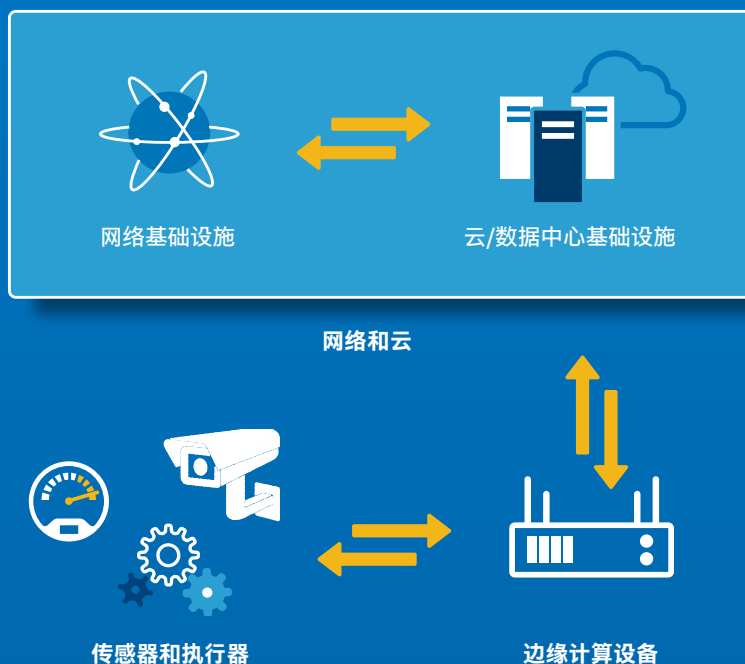 网络基础设施
云/数据中心基础设施
网络和云
传感器和执行器
边缘计算设备